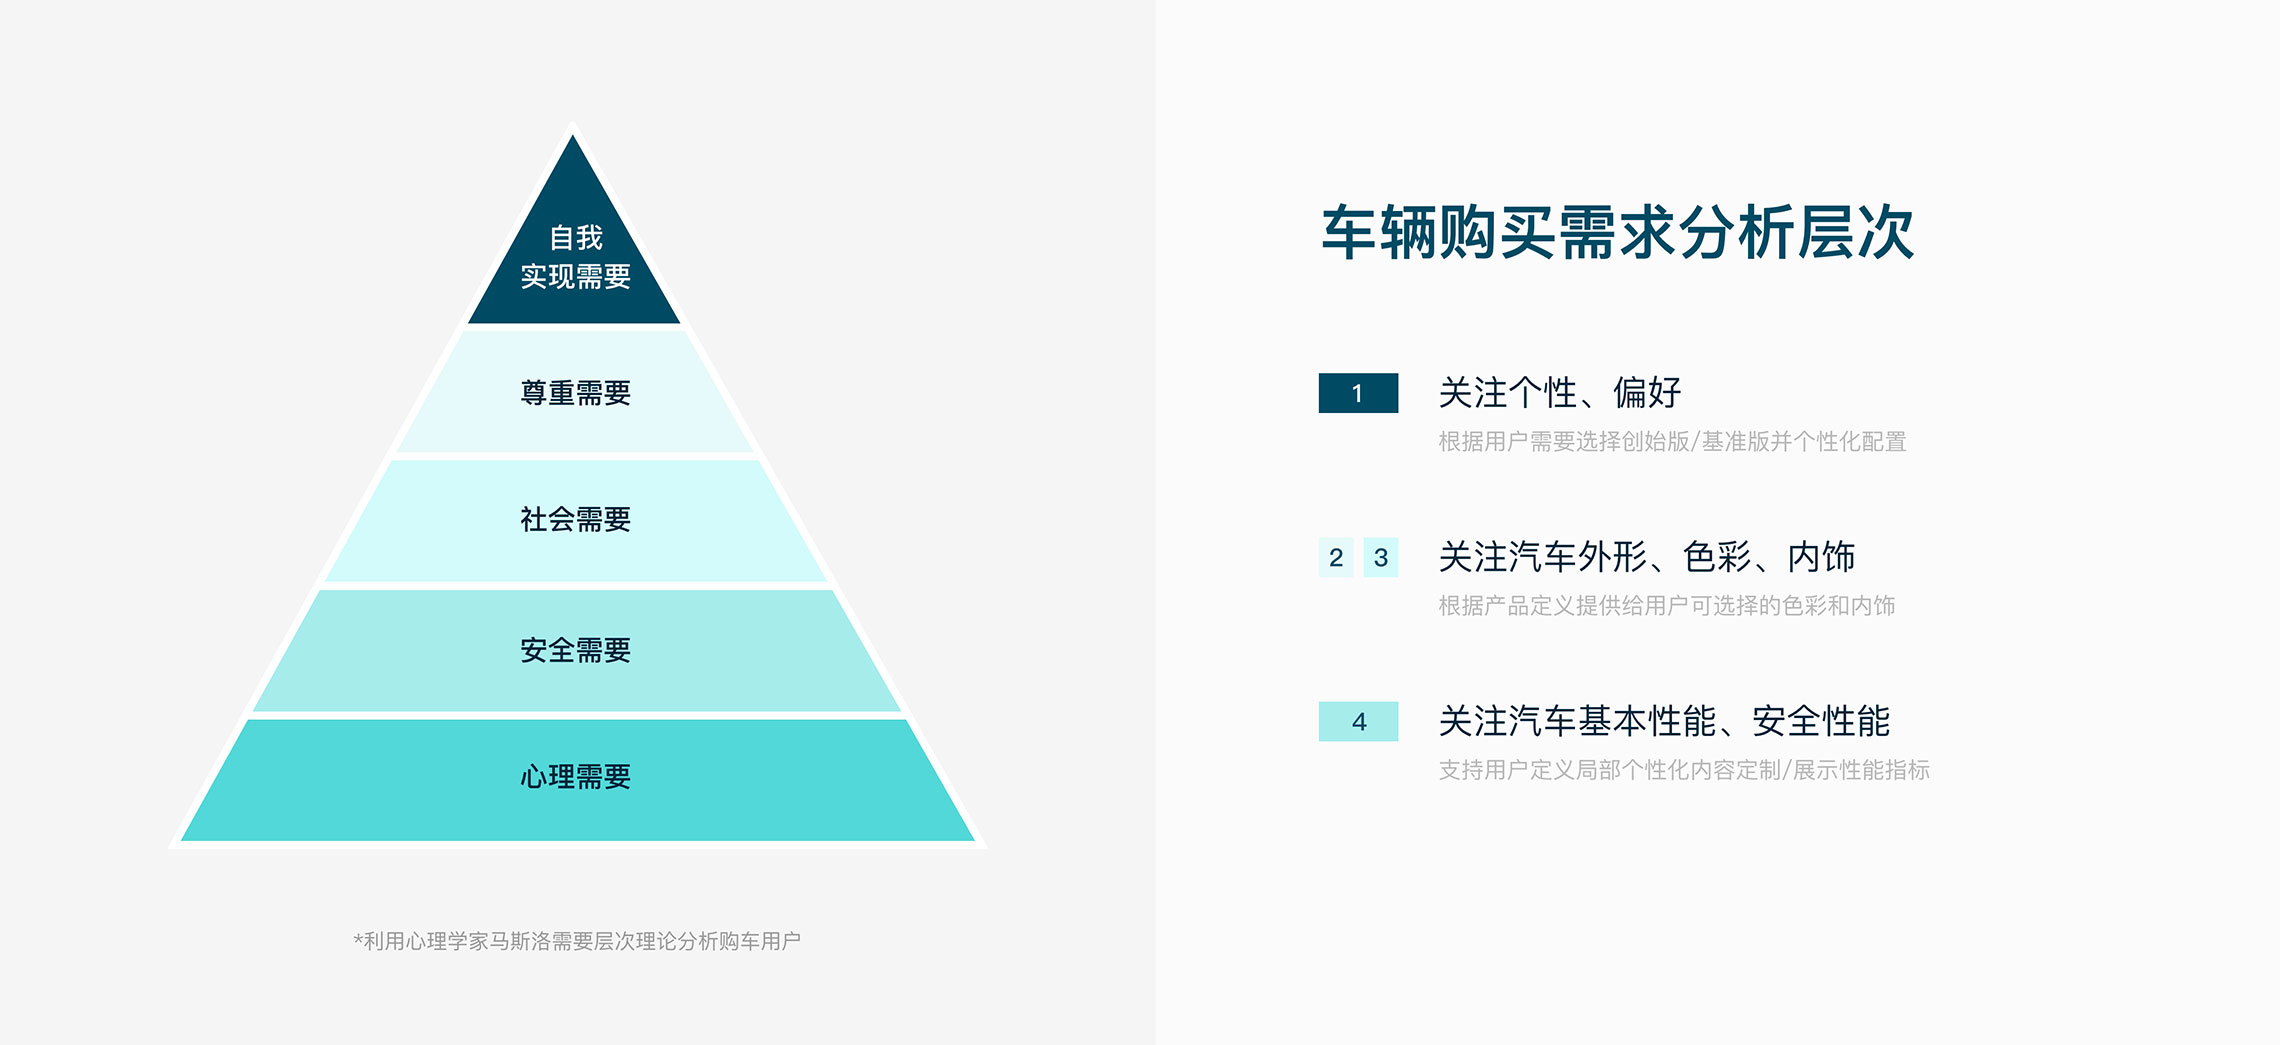 自我
实现需要
尊重需要
社会需要
安全需要
心理需要
*利用心理学家马斯洛需要层次理论分析购车用户
车辆购买需求分析层次
1 关注个性、偏好
根据用户需要选择创始版/基准版并个性化配置
2 3 关注汽车外形、色彩、内饰
根据产品定义提供给用户可选择的色彩和内饰
4 关注汽车基本性能、安全性能
支持用户定义局部个性化内容定制/展示性能指标